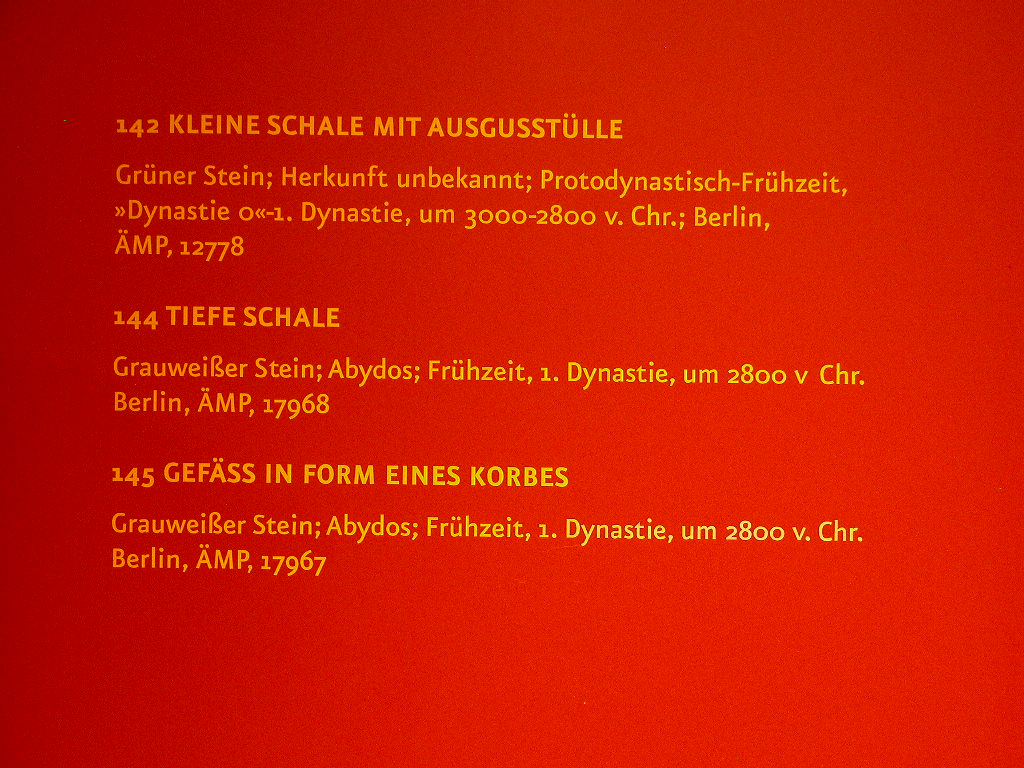 142 KLEINE SCHALE MIT AUSGUSSTÜLLE
Grüner Stein; Herkunft unbekannt; Protodynastisch-Frühzeit,
»Dynastie 0«-1. Dynastie, um 3000-2800 v. Chr.; Berlin,
ÄMP, 12778
144 TIEFE SCHALE
Grauweißer Stein; Abydos; Frühzeit, 1. Dynastie, um 2800 v Chr.
Berlin, ÄMP, 17968
145 GEFÄSS IN FORM EINES KORBES
Grauweißer Stein; Abydos; Frühzeit, 1. Dynastie, um 2800 v. Chr.
Berlin, ÄMP, 17967